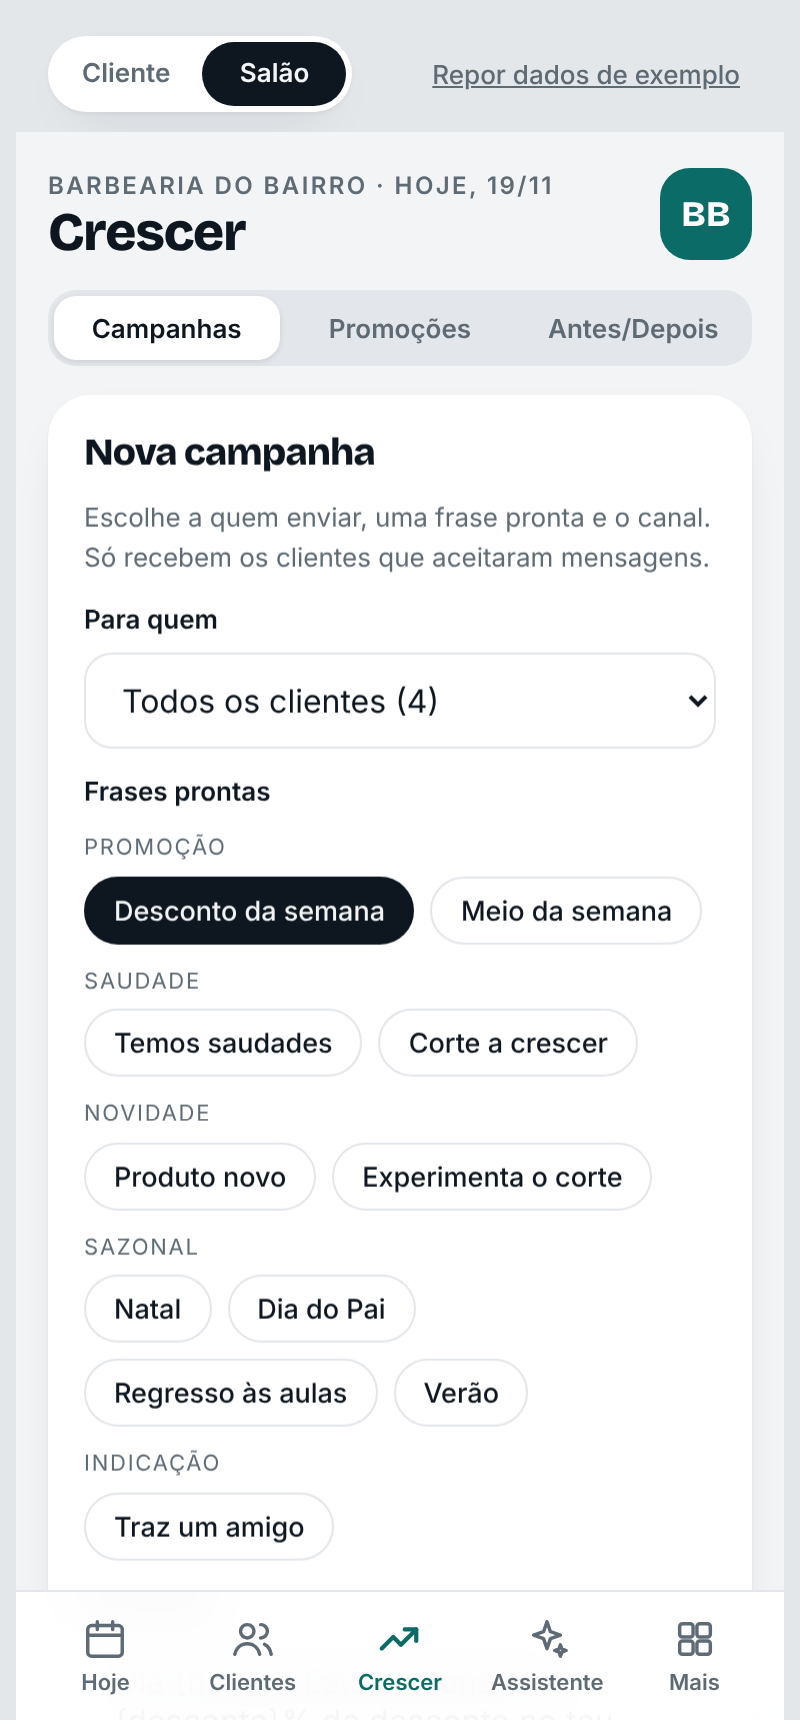 Cliente
Salão
Repor dados de exemplo
BARBEARIA DO BAIRRO · HOJE, 19/11
Crescer
BB
Campanhas
Promoções
Antes/Depois
Nova campanha
Escolhe a quem enviar, uma frase pronta e o canal.
Só recebem os clientes que aceitaram mensagens.
Para quem
Todos os clientes (4)
Frases prontas
PROMOÇÃO
Desconto da semana
Meio da semana
SAUDADE
Temos saudades
Corte a crescer
NOVIDADE
Produto novo
Experimenta o corte
SAZONAL
Natal
Dia do Pai
Regresso às aulas
Verão
INDICAÇÃO
Traz um amigo
Hoje
Clientes
Crescer
Assistente
Mais